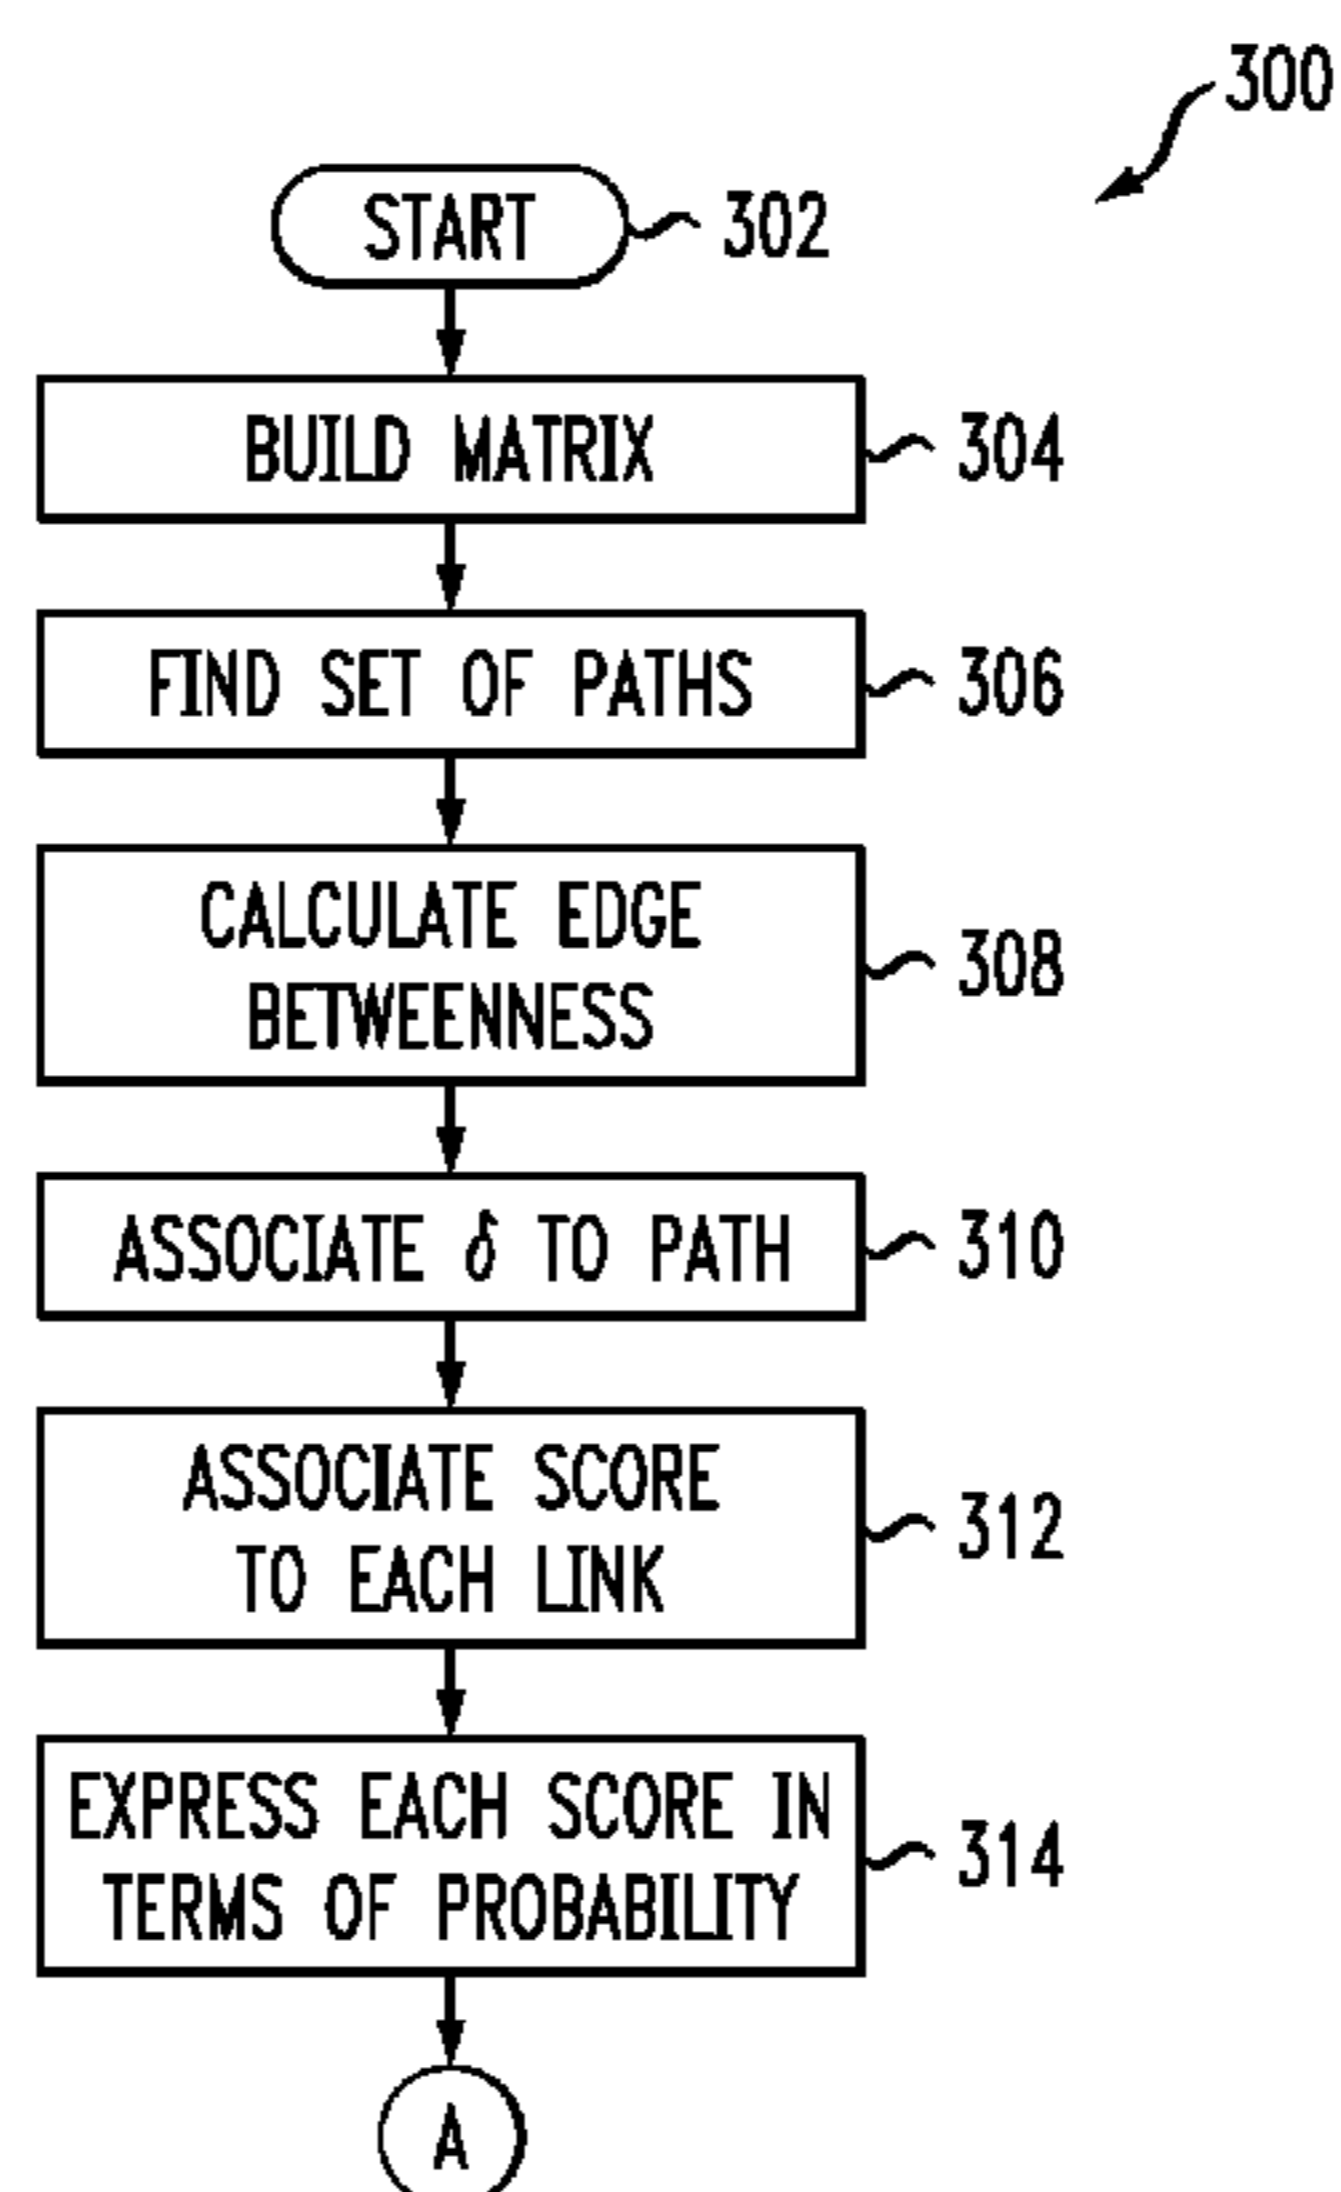 300
START
302
BUILD MATRIX
304
FIND SET OF PATHS
306
CALCULATE EDGE
BETWEENNESS
308
ASSOCIATE δ TO PATH
310
ASSOCIATE SCORE
TO EACH LINK
312
EXPRESS EACH SCORE IN
TERMS OF PROBABILITY
314
A